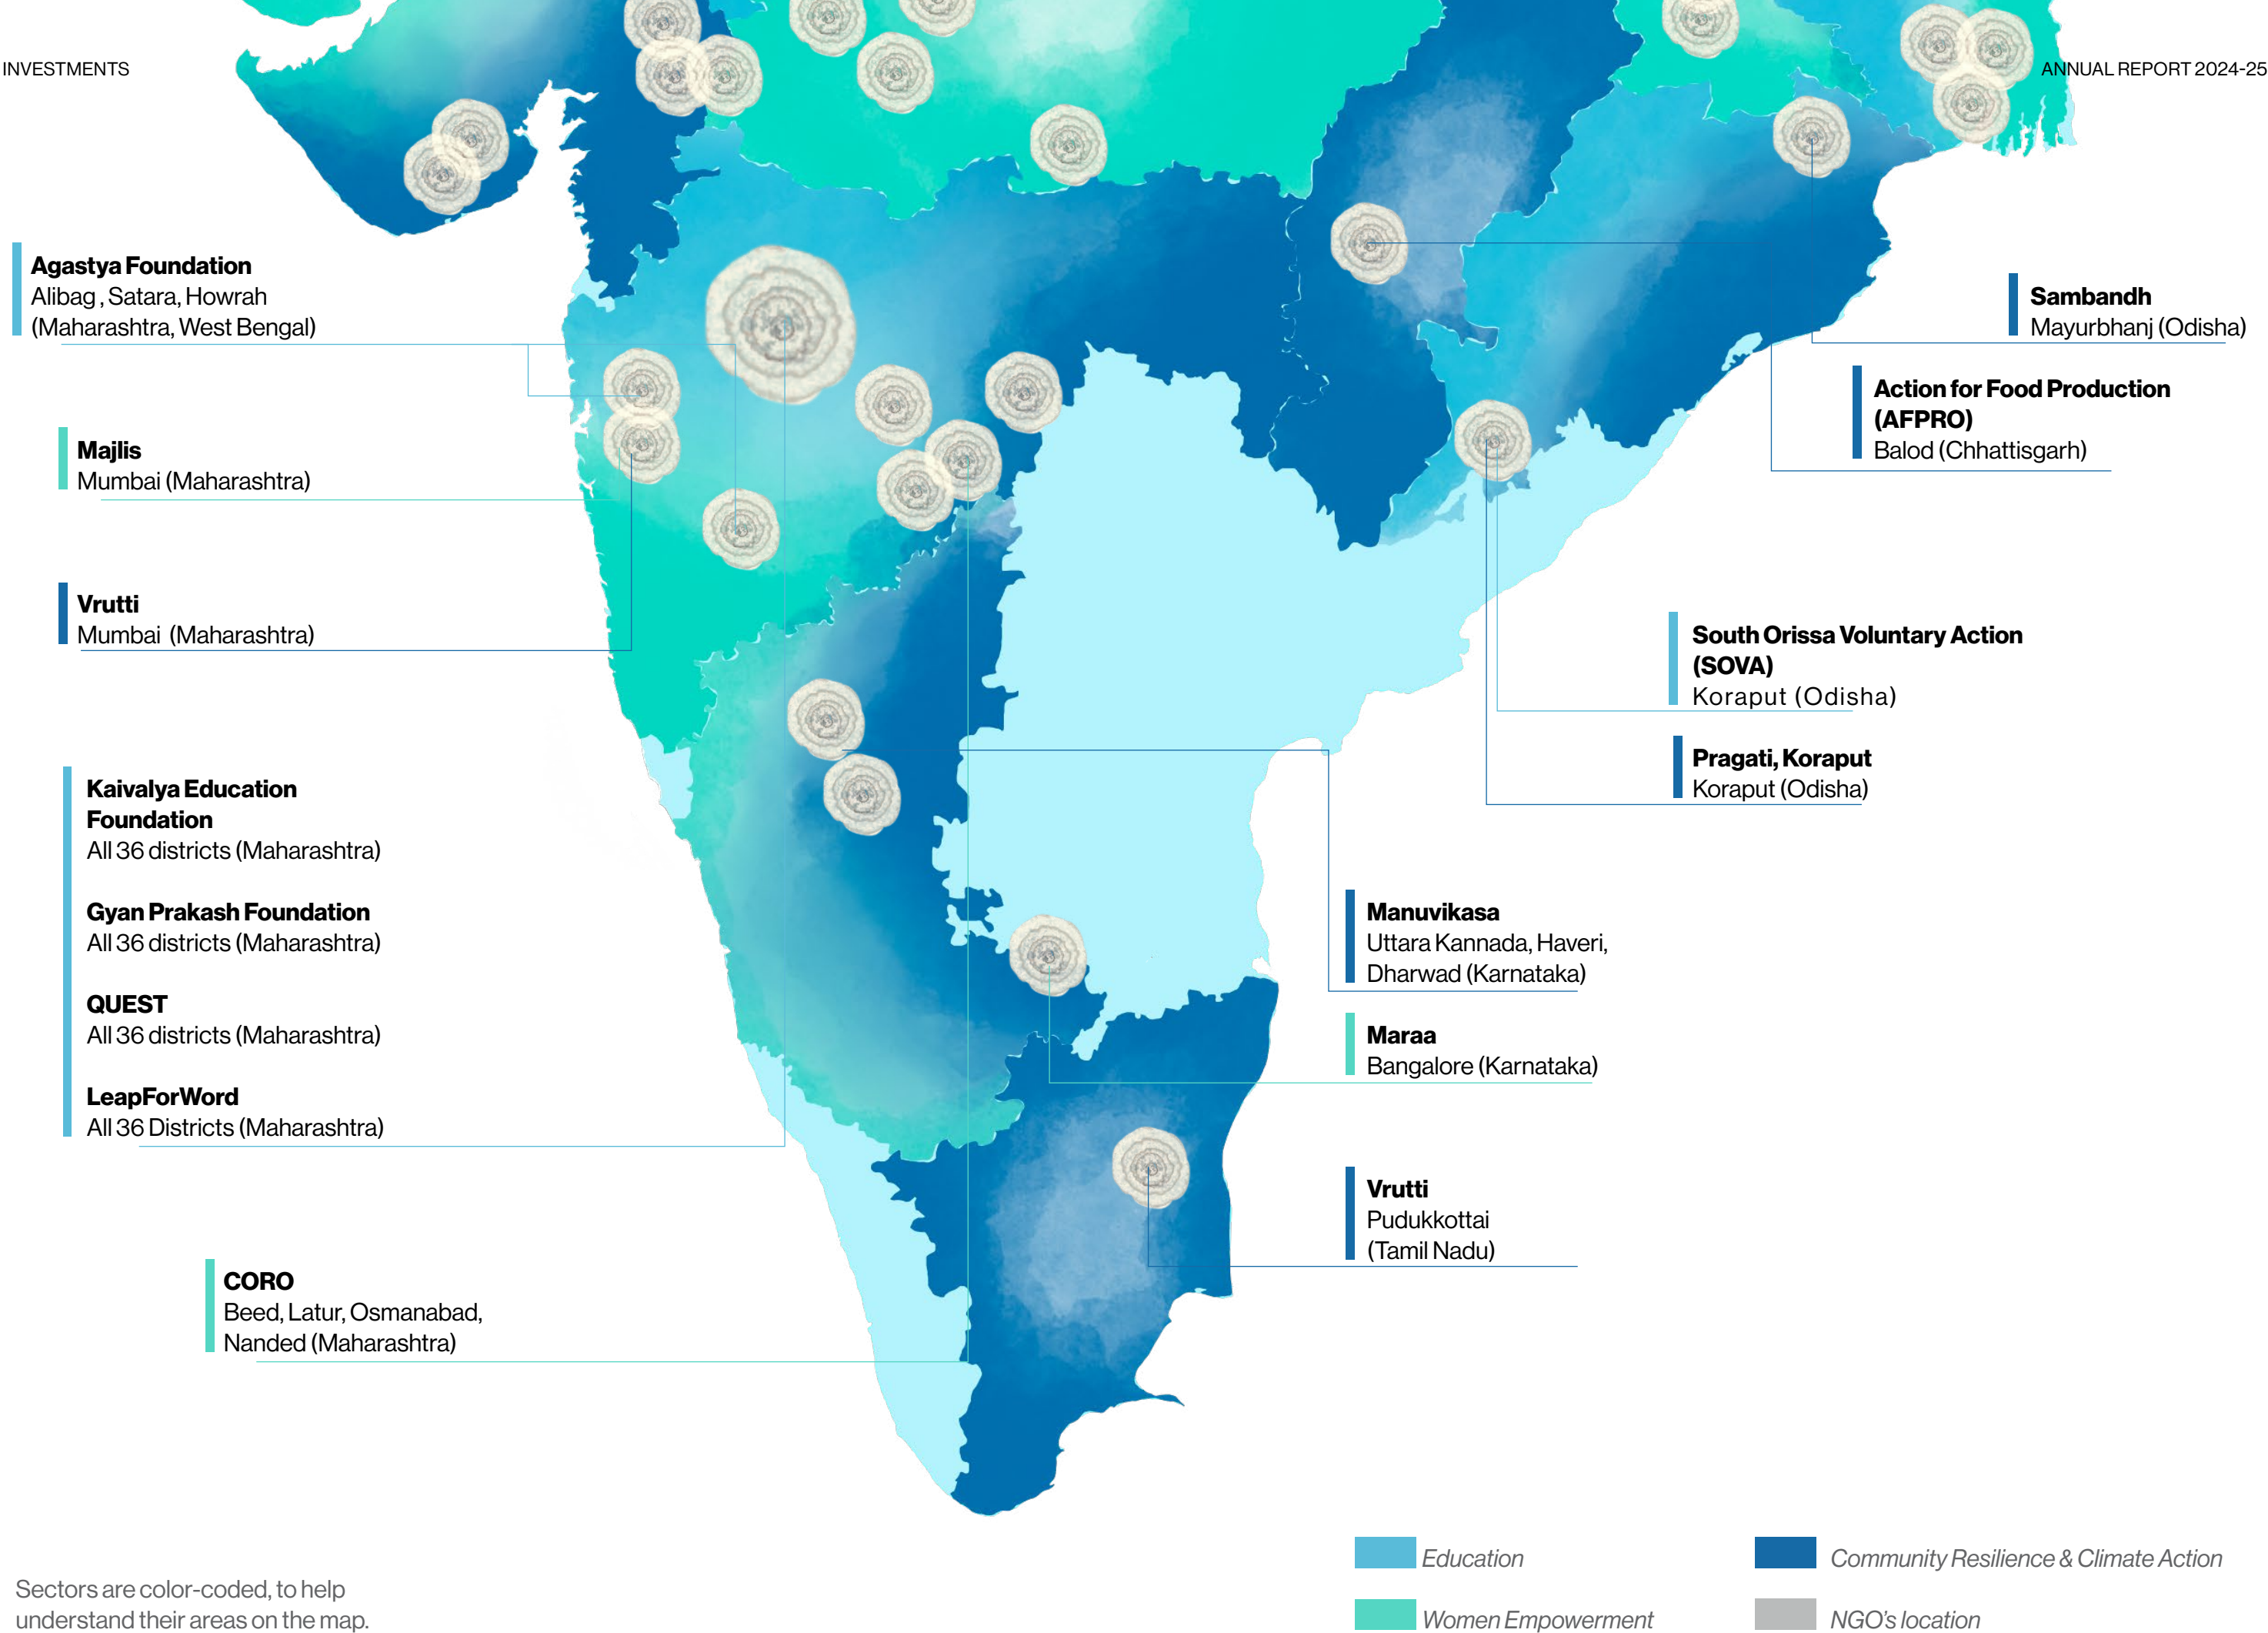 INVESTMENTS
ANNUAL REPORT 2024-25
Agastya Foundation
Alibag , Satara, Howrah
(Maharashtra, West Bengal)
Majlis
Mumbai (Maharashtra)
Vrutti
Mumbai (Maharashtra)
Kaivalya Education
Foundation
All 36 districts (Maharashtra)
Gyan Prakash Foundation
All 36 districts (Maharashtra)
QUEST
All 36 districts (Maharashtra)
LeapForWord
All 36 Districts (Maharashtra)
CORO
Beed, Latur, Osmanabad,
Nanded (Maharashtra)
Sambandh
Mayurbhanj (Odisha)
Action for Food Production
(AFPRO)
Balod (Chhattisgarh)
South Orissa Voluntary Action
(SOVA)
Koraput (Odisha)
Pragati, Koraput
Koraput (Odisha)
Manuvikasa
Uttara Kannada, Haveri,
Dharwad (Karnataka)
Maraa
Bangalore (Karnataka)
Vrutti
Pudukkottai
(Tamil Nadu)
Sectors are color-coded, to help
understand their areas on the map.
Education
Community Resilience & Climate Action
Women Empowerment
NGO's location